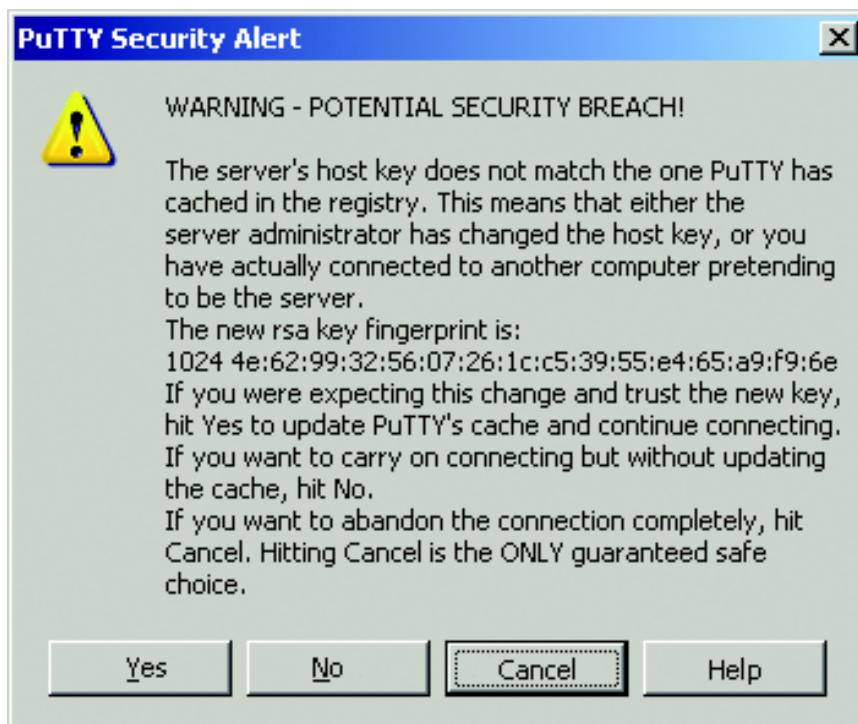 PuTTY Security Alert
WARNING - POTENTIAL SECURITY BREACH!
The server's host key does not match the one PuTTY has
cached in the registry. This means that either the
server administrator has changed the host key, or you
have actually connected to another computer pretending
to be the server.
The new rsa key fingerprint is:
1024 4e:62:99:32:56:07:26:1c:c5:39:55:e4:65:a9:f9:6e
If you were expecting this change and trust the new key,
hit Yes to update PuTTY's cache and continue connecting.
If you want to carry on connecting but without updating
the cache, hit No.
If you want to abandon the connection completely, hit
Cancel. Hitting Cancel is the ONLY guaranteed safe
choice.
Yes No Cancel Help